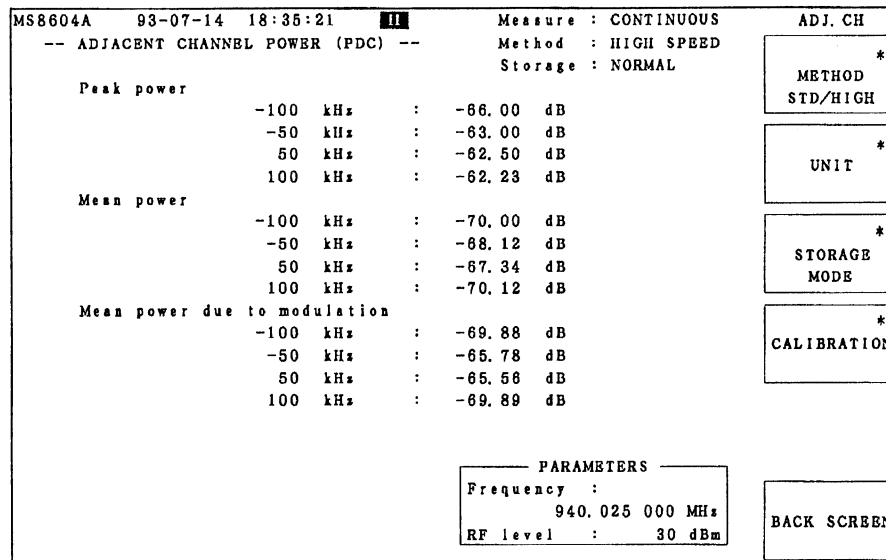 MS8604A 93-07-14 18:35:21 II Measure : CONTINUOUS ADJ. CH
-- ADJACENT CHANNEL POWER (PDC) -- Method : HIGH SPEED
Storage : NORMAL
*
METHOD
STD/HIGH
Peak power
-100 kHz : -66.00 dB
-50 kHz : -63.00 dB
50 kHz : -62.50 dB
100 kHz : -62.23 dB
*
UNIT
Mean power
-100 kHz : -70.00 dB
-50 kHz : -68.12 dB
50 kHz : -67.34 dB
100 kHz : -70.12 dB
*
STORAGE
MODE
Mean power due to modulation
-100 kHz : -69.88 dB
-50 kHz : -65.78 dB
50 kHz : -65.56 dB
100 kHz : -69.89 dB
*
CALIBRATION
PARAMETERS
Frequency :
940.025 000 MHz
RF level : 30 dBm
BACK SCREEN